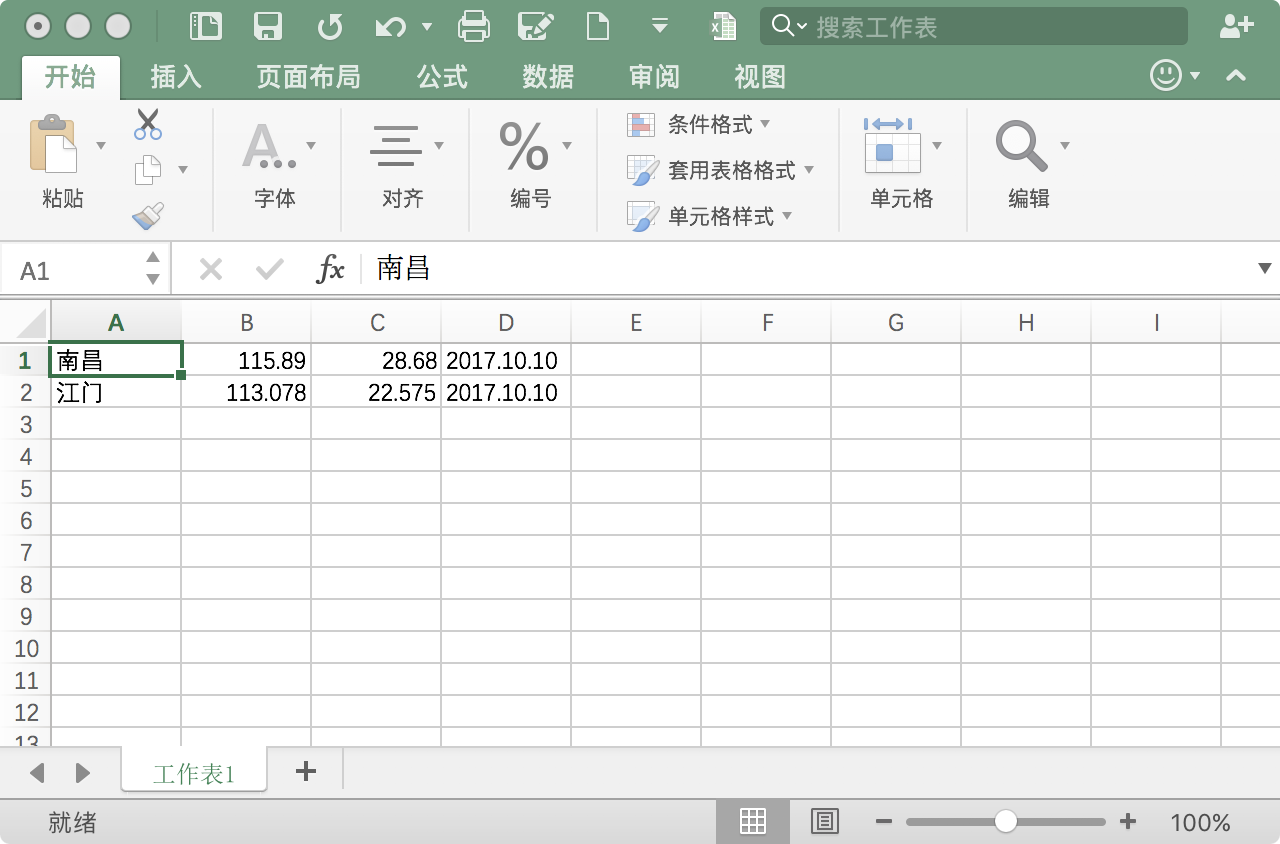 搜索工作表
开始 插入 页面布局 公式 数据 审阅 视图
粘贴 字体 对齐 % 编号 条件格式 套用表格格式 单元格样式 单元格 编辑
A1 fx 南昌
A B C D E F G H I
1 南昌 115.89 28.68 2017.10.10
2 江门 113.078 22.575 2017.10.10
3
4
5
6
7
8
9
10
11
12
13
工作表1
就绪 100%